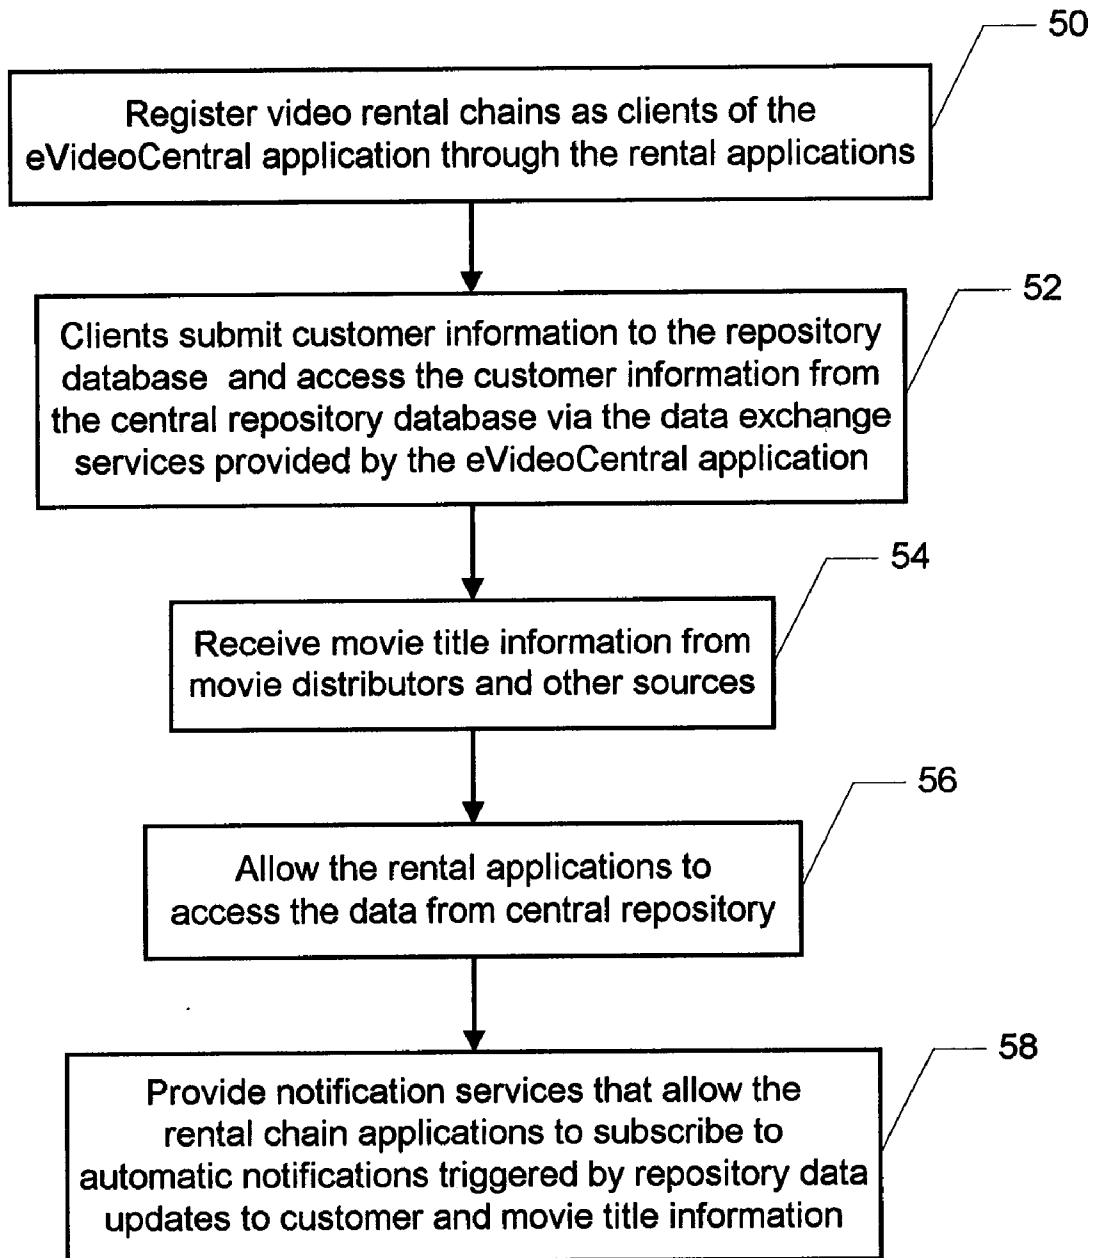 50
Register video rental chains as clients of the
eVideoCentral application through the rental applications
52
Clients submit customer information to the repository
database and access the customer information from
the central repository database via the data exchange
services provided by the eVideoCentral application
54
Receive movie title information from
movie distributors and other sources
56
Allow the rental applications to
access the data from central repository
58
Provide notification services that allow the
rental chain applications to subscribe to
automatic notifications triggered by repository data
updates to customer and movie title information